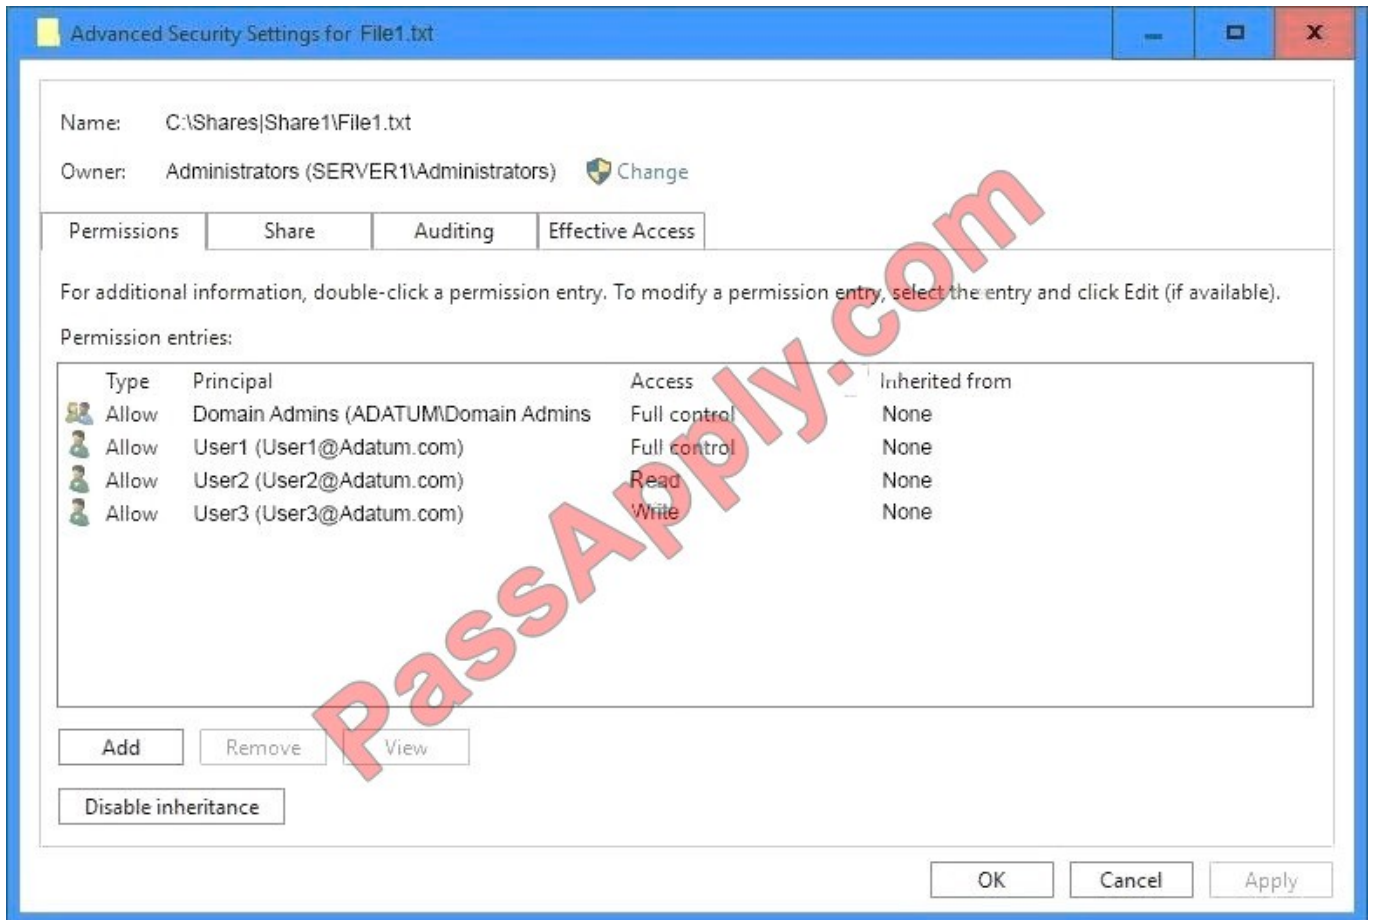 Advanced Security Settings for File1.txt
Name: C:\Shares|Share1\File1.txt
Owner: Administrators (SERVER1\Administrators) Change
Permissions Share Auditing Effective Access
For additional information, double-click a permission entry. To modify a permission entry, select the entry and click Edit (if available).
Permission entries:
Type Principal Access Inherited from
Allow Domain Admins (ADATUM\Domain Admins Full control None
Allow User1 (User1@Adatum.com) Full control None
Allow User2 (User2@Adatum.com) Read None
Allow User3 (User3@Adatum.com) Write None
PassApply.com
Add Remove View
Disable inheritance
OK Cancel Apply